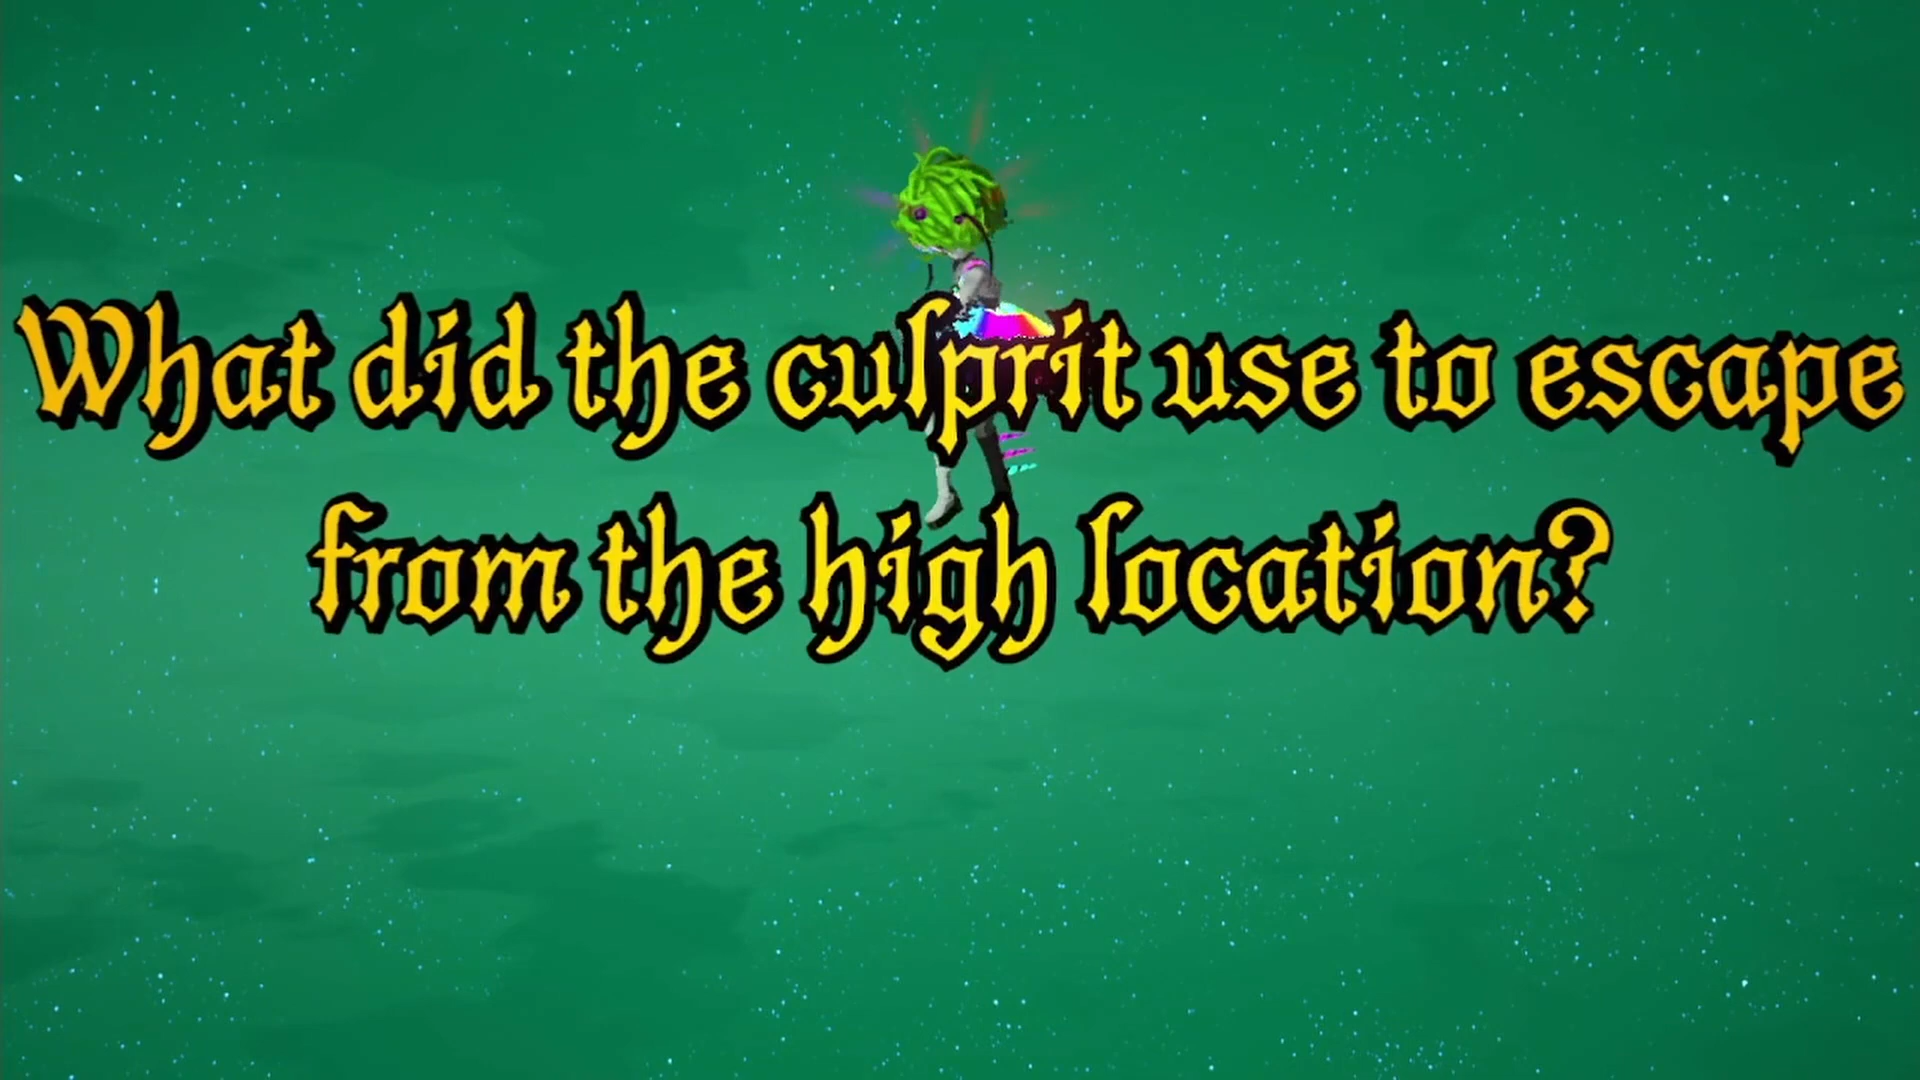 What did the culprit use to escape
from the high location?